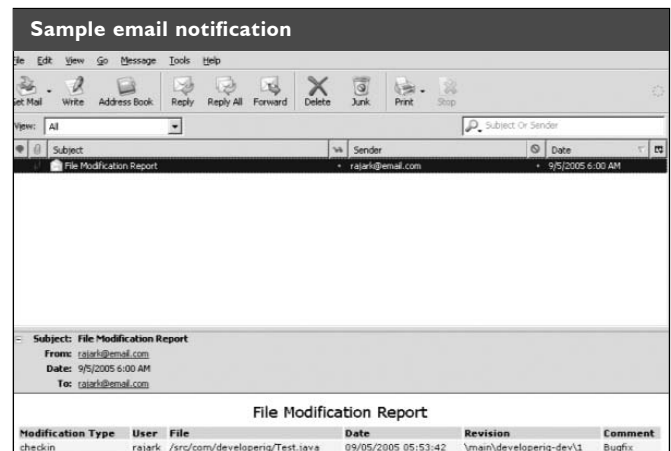 Sample email notification
File Edit View Go Message Tools Help
Get Mail Write Address Book Reply Reply All Forward Delete Junk Print Stop
View: All Subject Or Sender
Subject Sender Date
File Modification Report rajark@email.com 9/5/2005 6:00 AM
Subject: File Modification Report
From: rajark@email.com
Date: 9/5/2005 6:00 AM
To: rajark@email.com
File Modification Report
Modification Type User File Date Revision Comment
checkin rajark /src/com/developeriq/Test.java 09/05/2005 05:53:42 \main\developeriq-dev\1 Bugfix